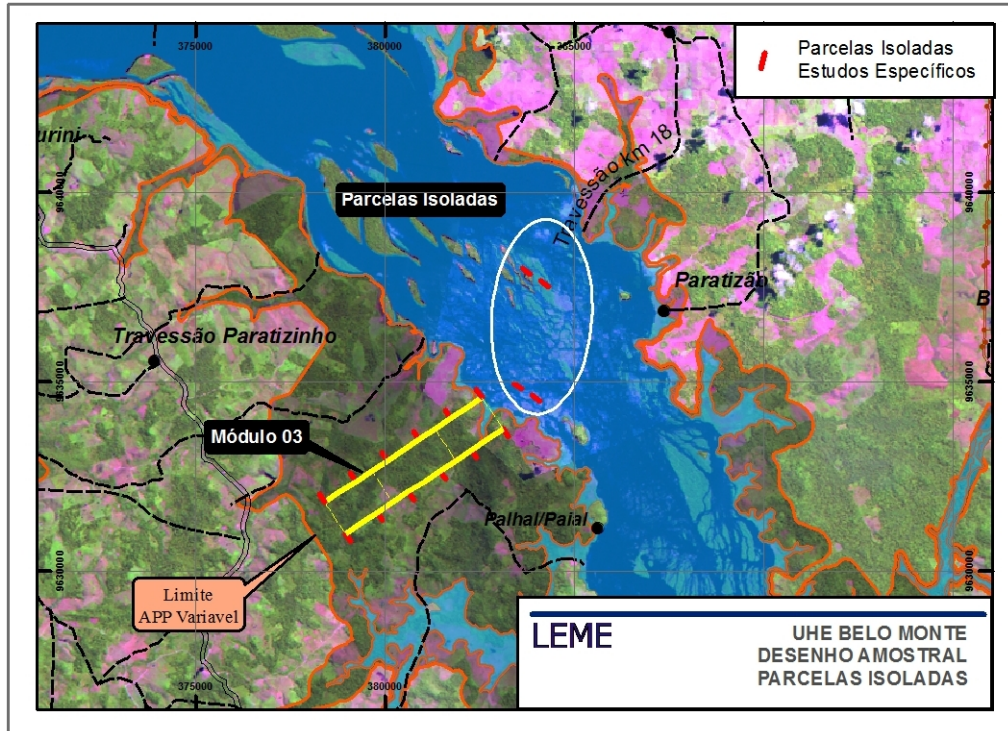 375000
380000
385000
Parcelas Isoladas
Estudos Específicos
urini
Travessão km 18
9640000
9640000
Parcelas Isoladas
Paratizão
B
Travessão Paratizinho
9635000
9635000
Módulo 03
Palhal/Paial
9630000
9630000
Limite
APP Variavel
LEME
UHE BELO MONTE
DESENHO AMOSTRAL
PARCELAS ISOLADAS
375000
380000